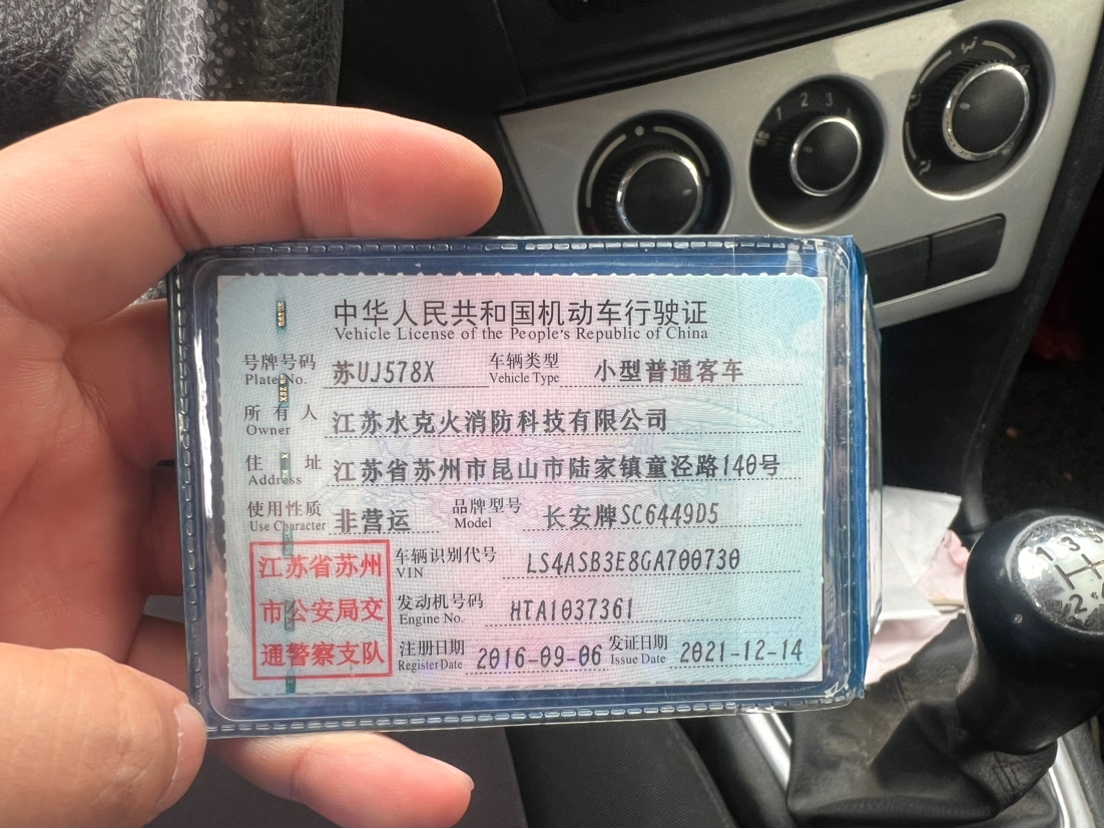 中华人民共和国机动车行驶证
Vehicle License of the People's Republic of China
号牌号码 苏UJ578X 车辆类型 小型普通客车
Plate No. Vehicle Type
所有人 江苏水克火消防科技有限公司
Owner
住址 江苏省苏州市昆山市陆家镇童泾路140号
Address
使用性质 非营运 品牌型号 长安牌SC6449D5
Use Character Model
江苏省苏州 车辆识别代号 LS4ASB3E8GA700730
VIN
市公安局交 发动机号码 HTA1037361
Engine No.
通警察支队 注册日期 2016-09-06 发证日期 2021-12-14
Register Date Issue Date
1 2 3
1 3 5
2 4